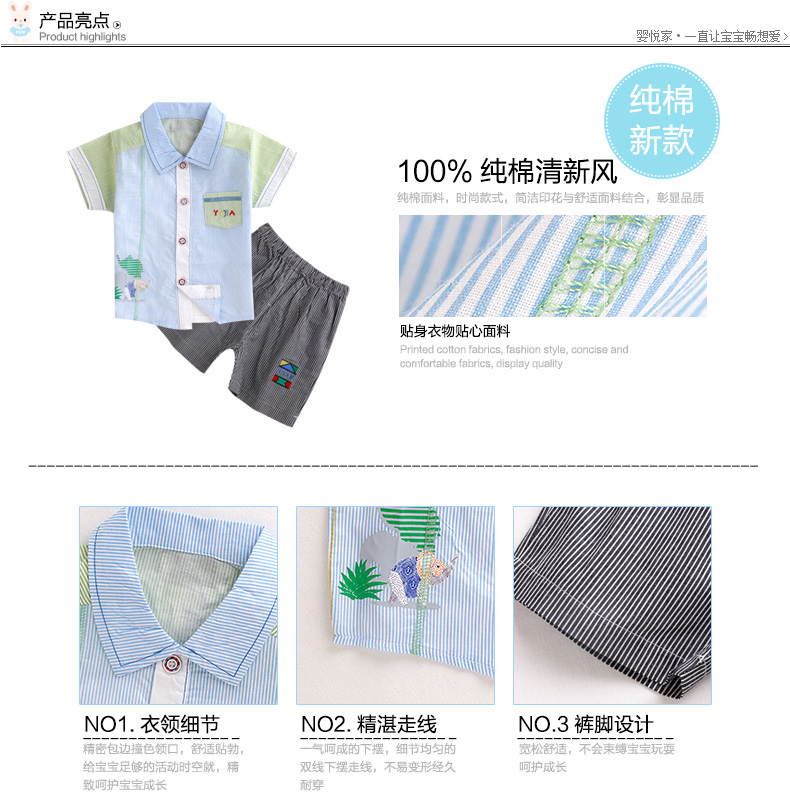 产品亮点
Product highlights
婴悦家·一直让宝宝畅想爱>
纯棉
新款
100% 纯棉清新风
纯棉面料，时尚款式，简洁印花与舒适面料结合，彰显品质
YOJIA
贴身衣物贴心面料
Printed cotton fabrics, fashion style, concise and
comfortable fabrics, display quality
NO1. 衣领细节
精密包边撞色领口，舒适贴勃，
给宝宝足够的活动时空就，精
致呵护宝宝成长
NO2. 精湛走线
一气呵成的下摆，细节均匀的
双线下摆走线，不易变形经久
耐穿
NO.3 裤脚设计
宽松舒适，不会束缚宝宝玩耍
呵护成长